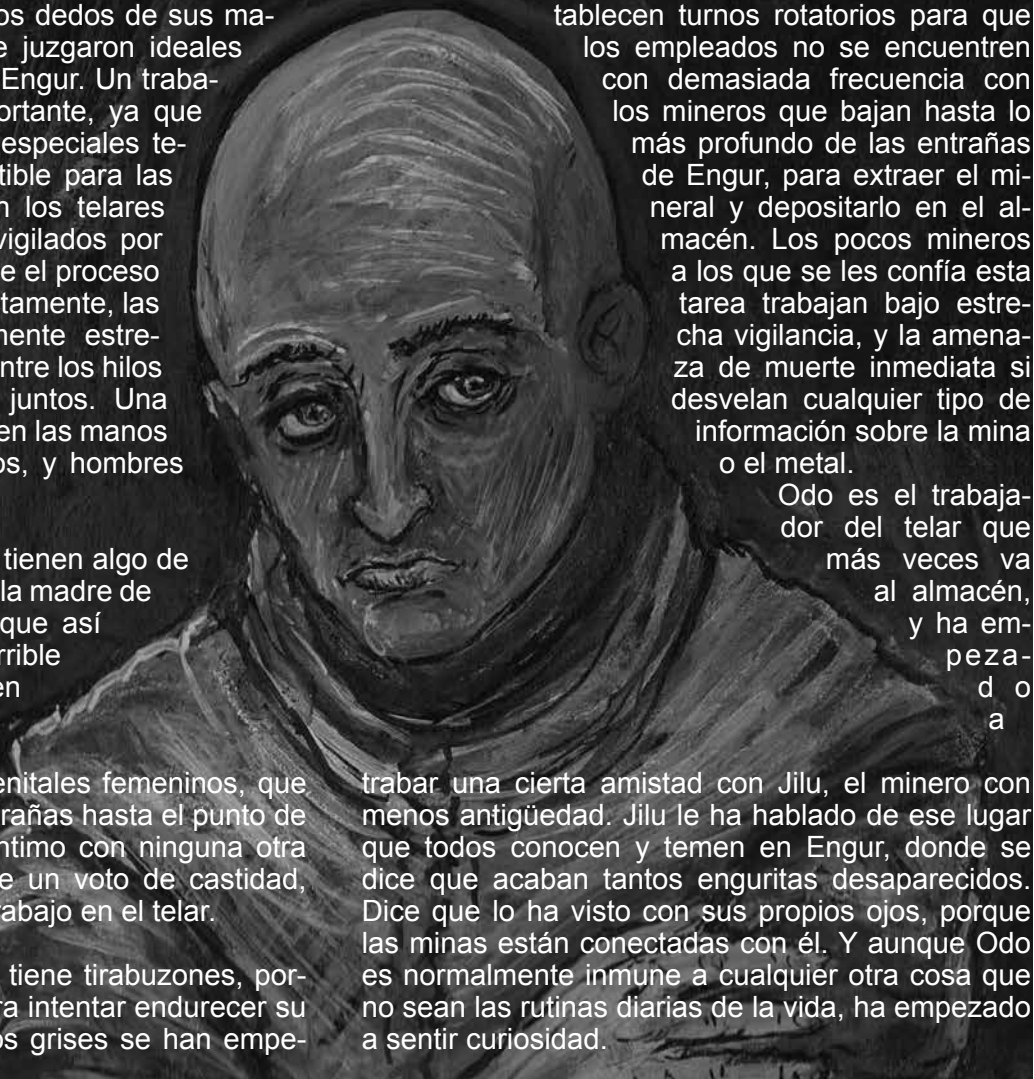 os dedos de sus ma-
e juzgaron ideales
Engur. Un traba-
ortante, ya que
especiales te-
tible para las
n los telares
vigilados por
e el proceso
tamente, las
mente estre-
ntre los hilos
juntos. Una
en las manos
os, y hombres
tienen algo de
la madre de
que así
rrible
en
enitales femeninos, que
rañas hasta el punto de
ntimo con ninguna otra
e un voto de castidad,
rabajo en el telar.
tiene tirabuzones, por-
ra intentar endurecer su
os grises se han empe-
tablecen turnos rotatorios para que
los empleados no se encuentren
con demasiada frecuencia con
los mineros que bajan hasta lo
más profundo de las entrañas
de Engur, para extraer el mi-
neral y depositarlo en el al-
macén. Los pocos mineros
a los que se les confía esta
tarea trabajan bajo estre-
cha vigilancia, y la amena-
za de muerte inmediata si
desvelan cualquier tipo de
información sobre la mina
o el metal.
Odo es el trabaja-
dor del telar que
más veces va
al almacén,
y ha em-
peza-
d o
a
trabar una cierta amistad con Jilu, el minero con
menos antigüedad. Jilu le ha hablado de ese lugar
que todos conocen y temen en Engur, donde se
dice que acaban tantos enguritas desaparecidos.
Dice que lo ha visto con sus propios ojos, porque
las minas están conectadas con él. Y aunque Odo
es normalmente inmune a cualquier otra cosa que
no sean las rutinas diarias de la vida, ha empezado
a sentir curiosidad.